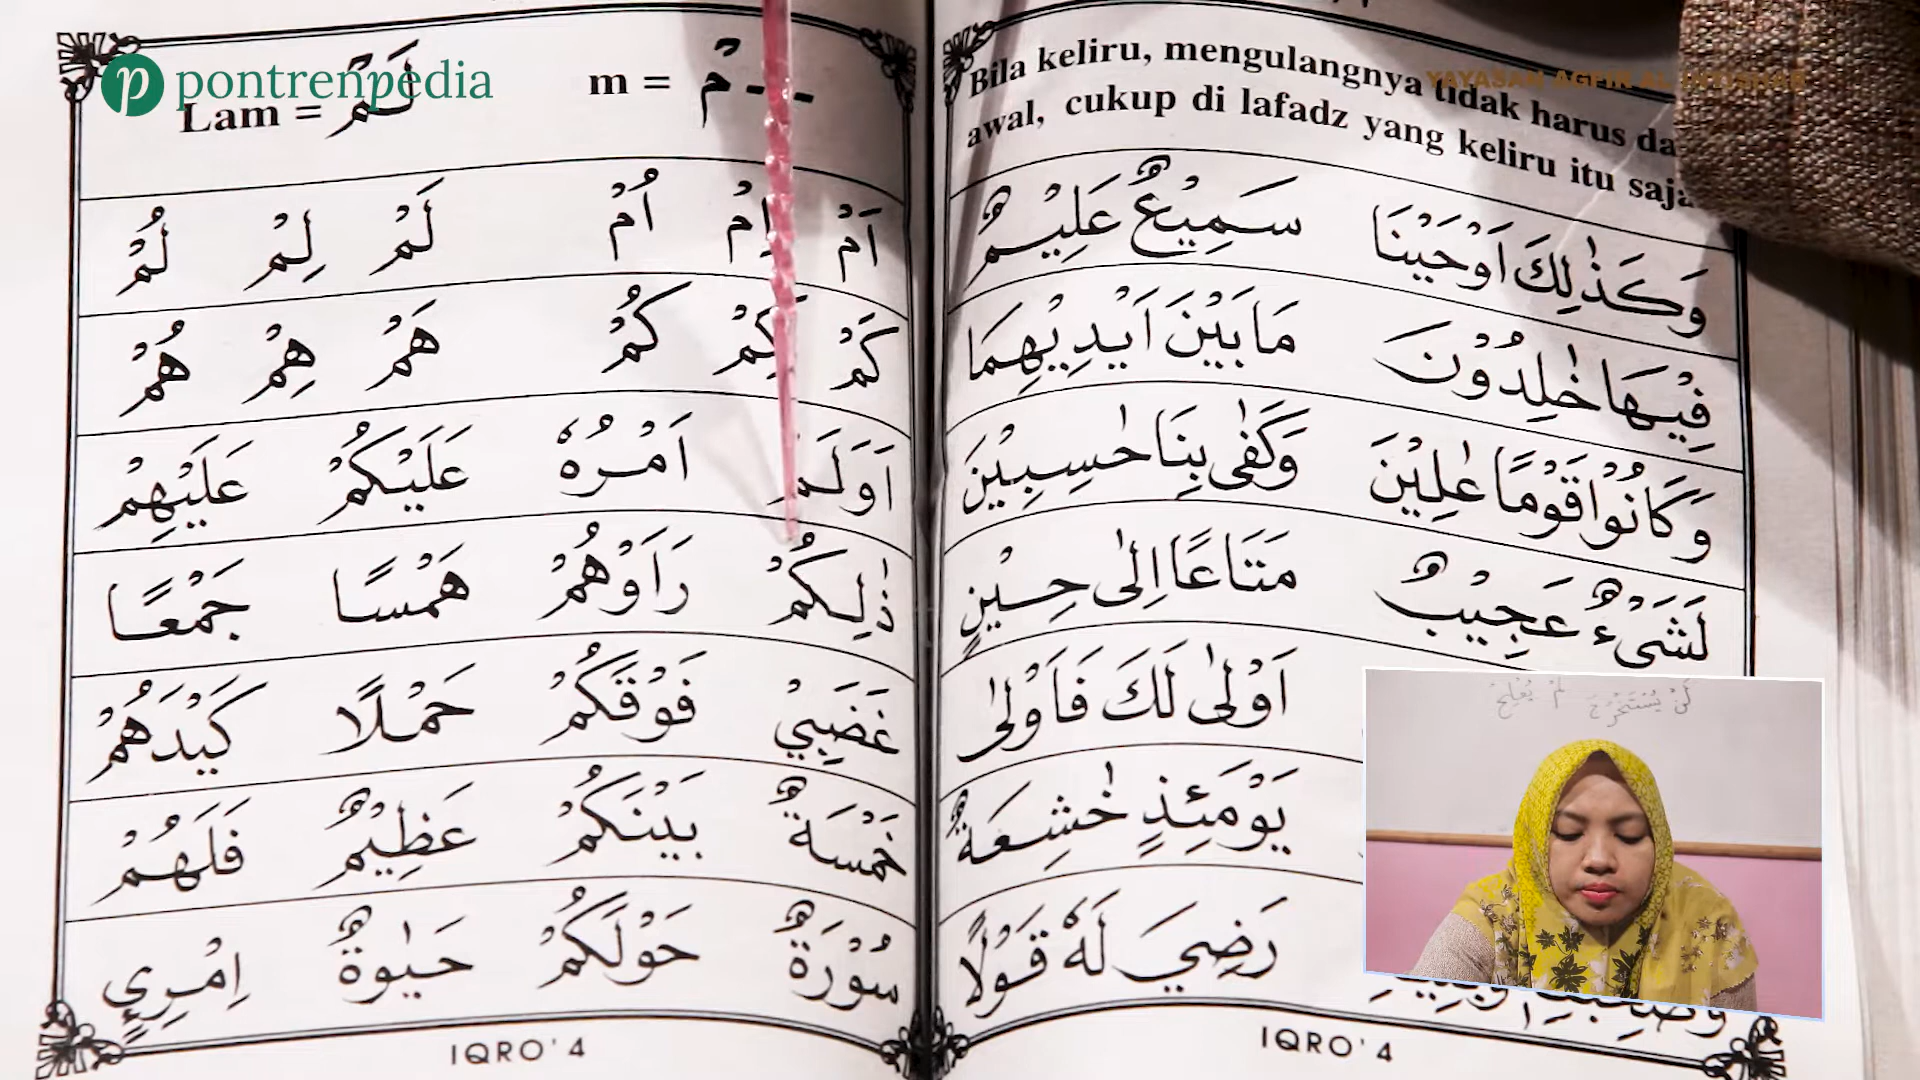 pontrenpedia
YAYASAN
Bila keliru, mengulangnya tidak harus
awal, cukup di lafadz yang keliru itu saja
وَكَذٰلِكَ اَوْحَيْنَا سَمِيْعٌ عَلِيْمٌ
فِيْهَا خٰلِدُوْنَ مَا بَيْنَ اَيْدِيْهِمَا
وَكَانُوْا قَوْمًا عٰلِيْنَ وَكَفٰى بِنَا حٰسِبِيْنَ
لَشَىْءٌ عَجِيْبٌ مَتَاعًا اِلٰى حِيْنٍ
اَوْلٰى لَكَ فَاَوْلٰى
يَوْمَئِذٍ خٰشِعَةٌ
رَضِيَ لَهٗ قَوْلًا
IQRO' 4
m = ---مْ Lam = لَمْ
اَمْ اِمْ اُمْ لَمْ لِمْ لُمْ
كَمْ كِمْ كُمْ هَمْ هِمْ هُمْ
اَوَلَمْ اَمْرُهٗ عَلَيْكُمْ عَلَيْهِمْ
ذٰلِكُمْ رَاَوْهُمْ هَمْسًا جَمْعًا
غَضَبِيْ فَوْقَكُمْ حَمْلًا كَيْدَهُمْ
خَمْسَةٌ بَيْنَكُمْ عَظِيْمٌ فَلَهُمْ
سُوْرَةٌ حَوْلَكُمْ حَيٰوةٌ اِمْرِئٍ
IQRO' 4